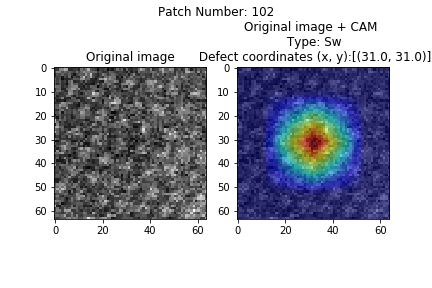 Patch Number: 102
Original image
Original image + CAM
Type: Sw
Defect coordinates (x, y):[(31.0, 31.0)]
0
10
20
30
40
50
60
0 20 40 60
0
10
20
30
40
50
60
0 20 40 60